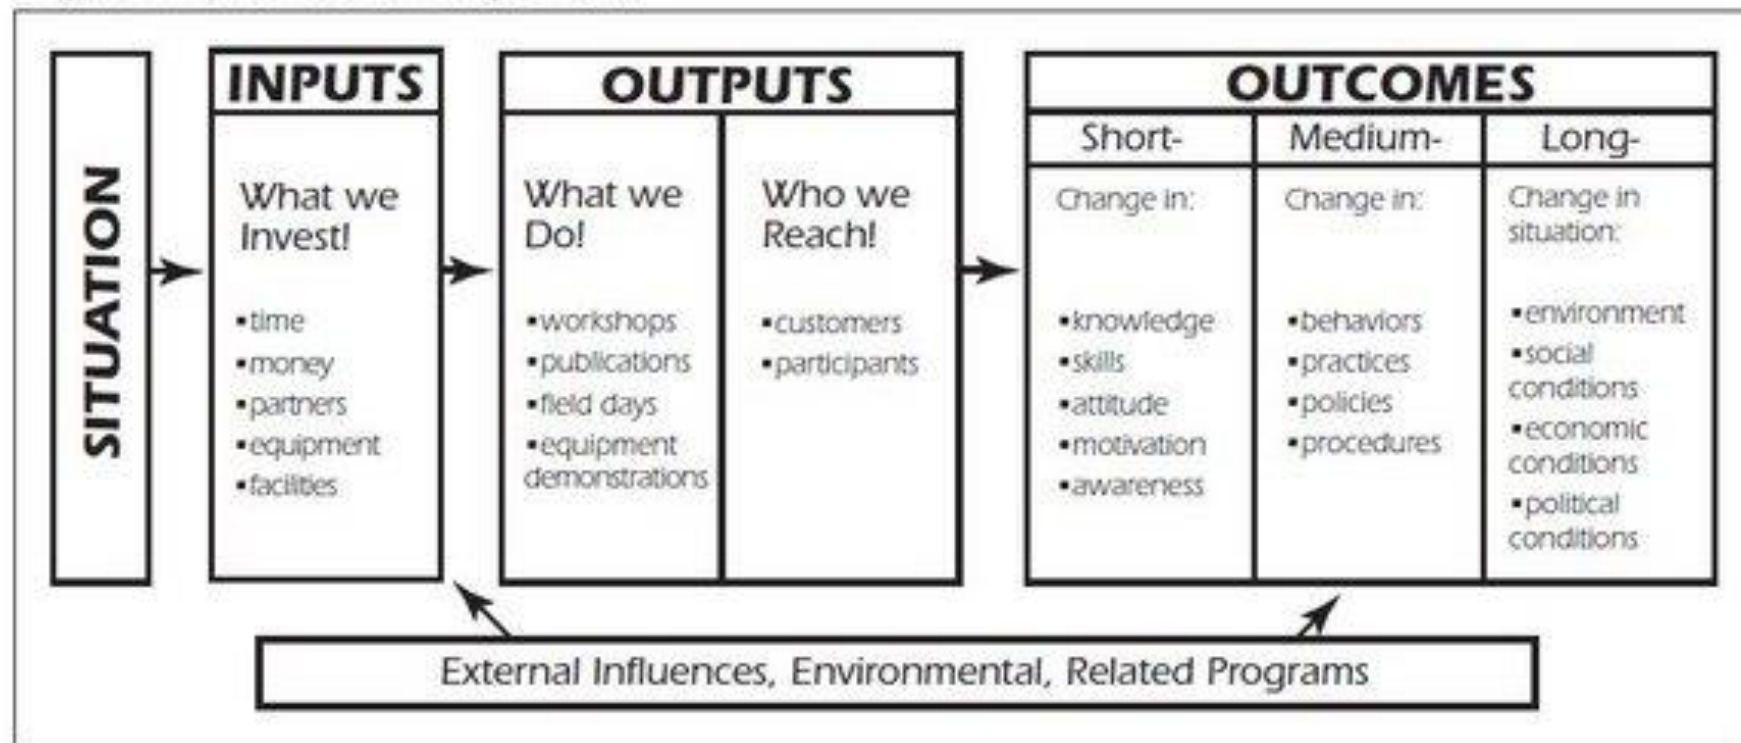 SITUATION
INPUTS
What we
Invest!
▪time
▪money
▪partners
▪equipment
▪facilities
OUTPUTS
What we
Do!
▪workshops
▪publications
▪field days
▪equipment
demonstrations
Who we
Reach!
▪customers
▪participants
OUTCOMES
Short-
Change in:
▪knowledge
▪skills
▪attitude
▪motivation
▪awareness
Medium-
Change in:
▪behaviors
▪practices
▪policies
▪procedures
Long-
Change in
situation:
▪environment
▪social
conditions
▪economic
conditions
▪political
conditions
External Influences, Environmental, Related Programs